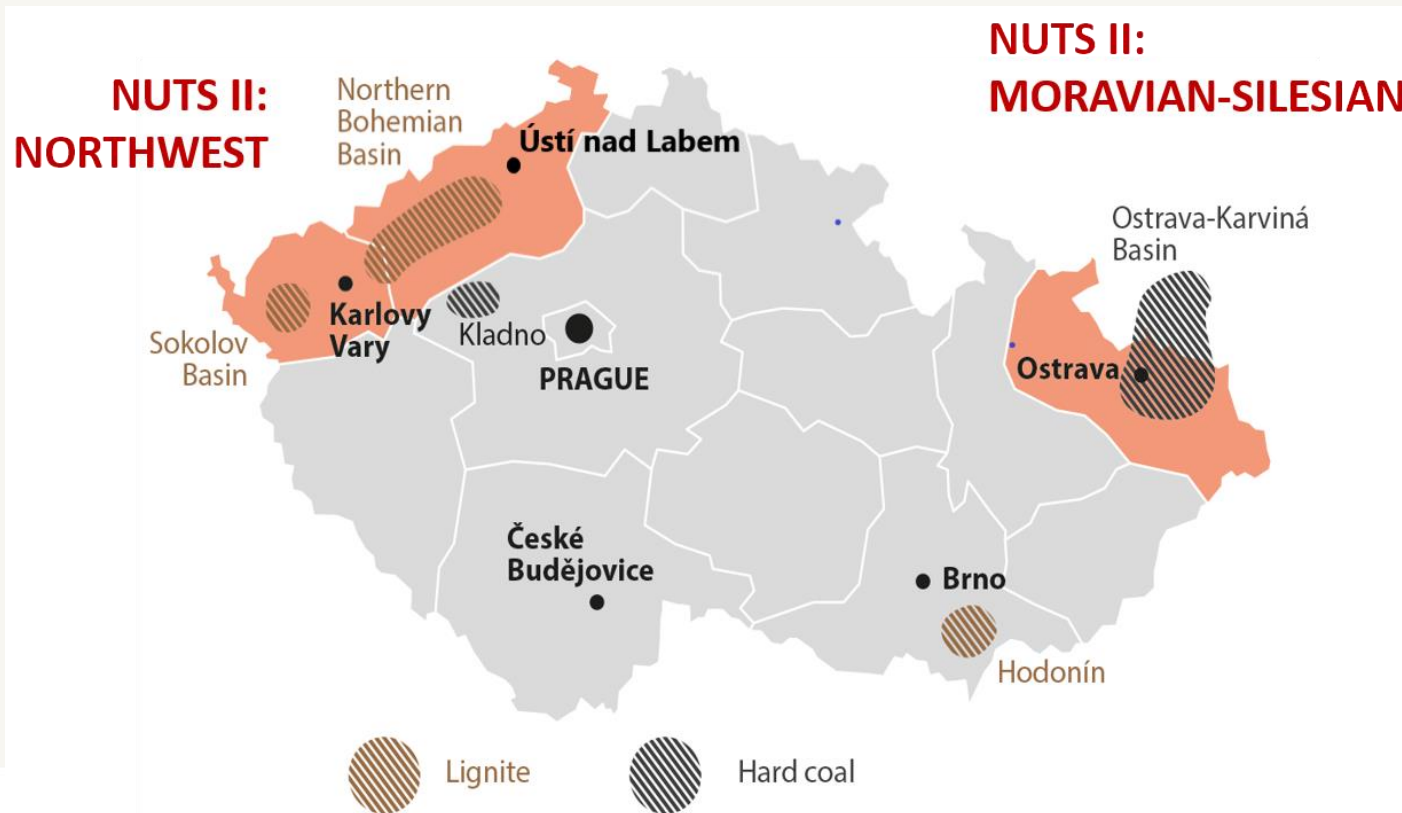 NUTS II:
NORTHWEST
NUTS II:
MORAVIAN-SILESIAN
Northern
Bohemian
Basin
Ústí nad Labem
Ostrava-Karviná
Basin
Karlovy
Vary
Kladno
Sokolov
Basin
PRAGUE
Ostrava
České
Budějovice
Brno
Hodonín
Lignite
Hard coal